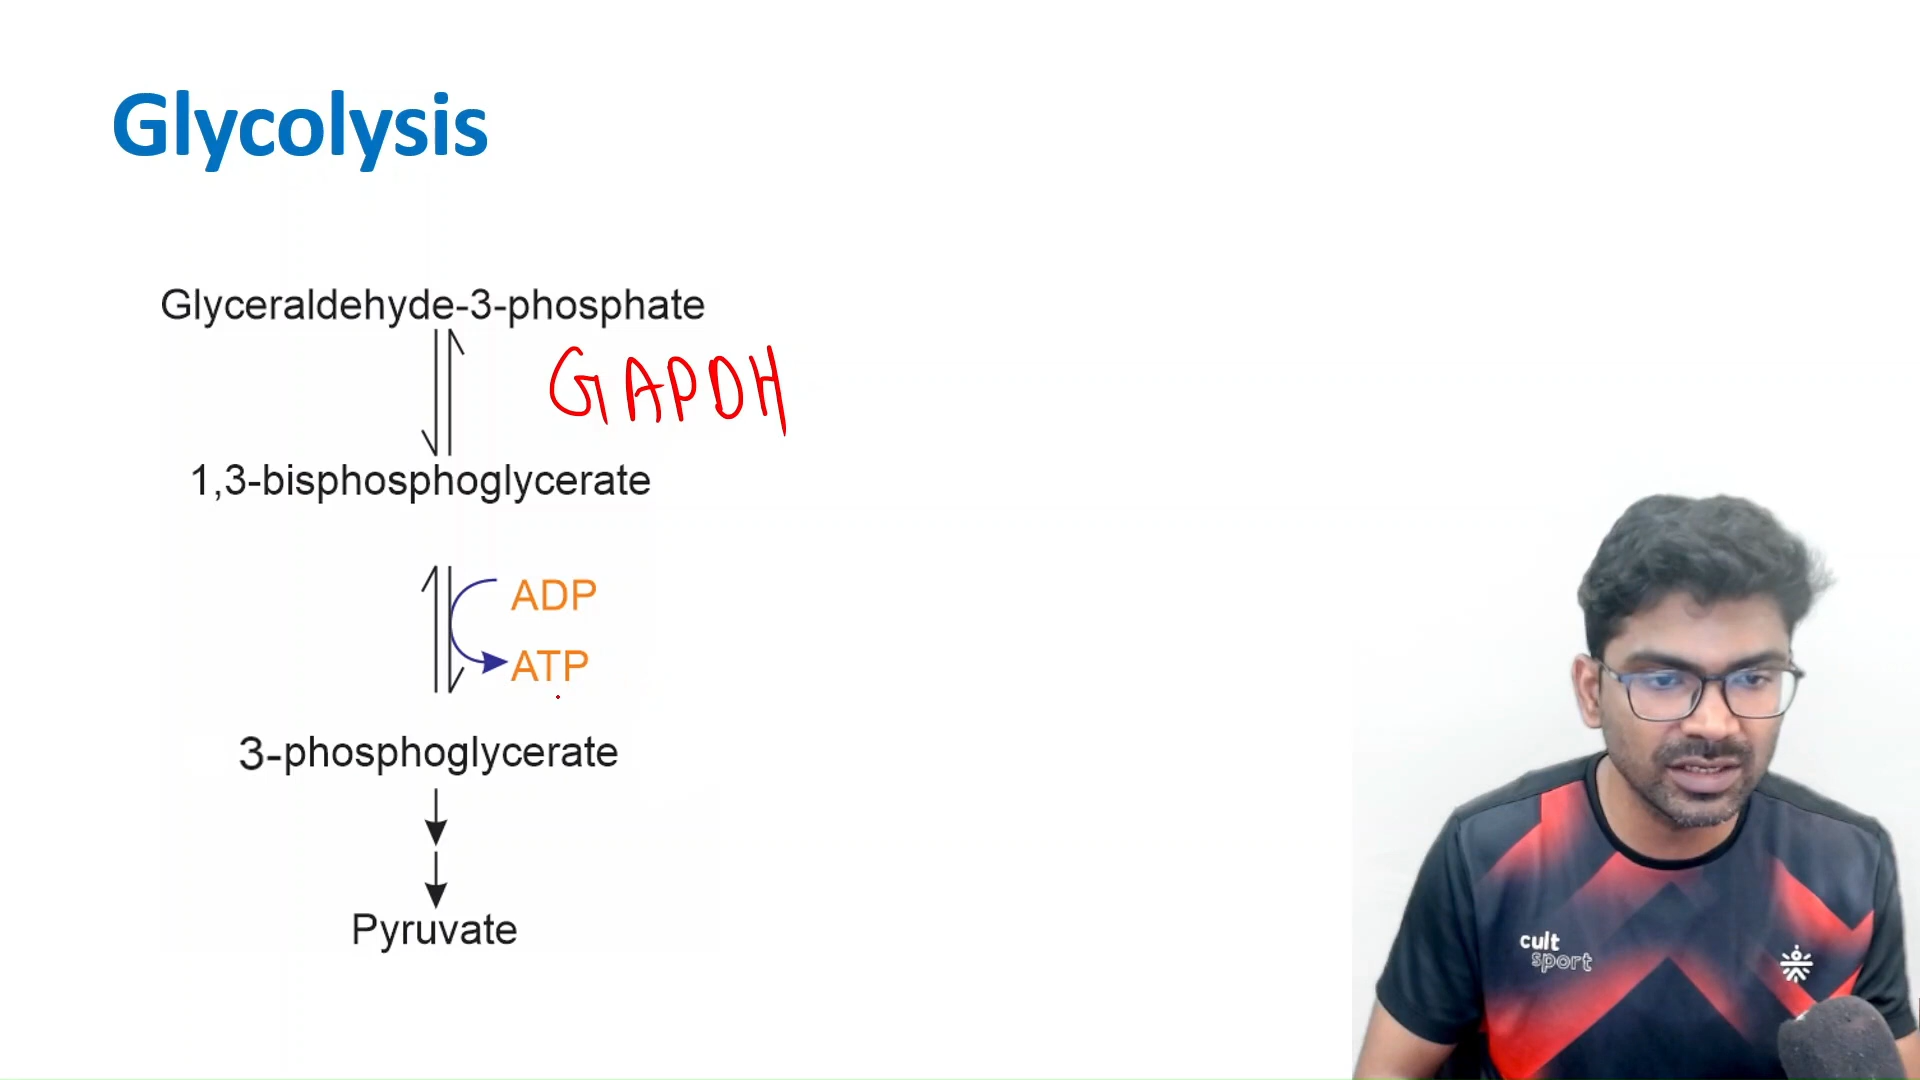 Glycolysis
Glyceraldehyde-3-phosphate
GAPDH
1,3-bisphosphoglycerate
ADP
ATP
3-phosphoglycerate
Pyruvate
cult
sport